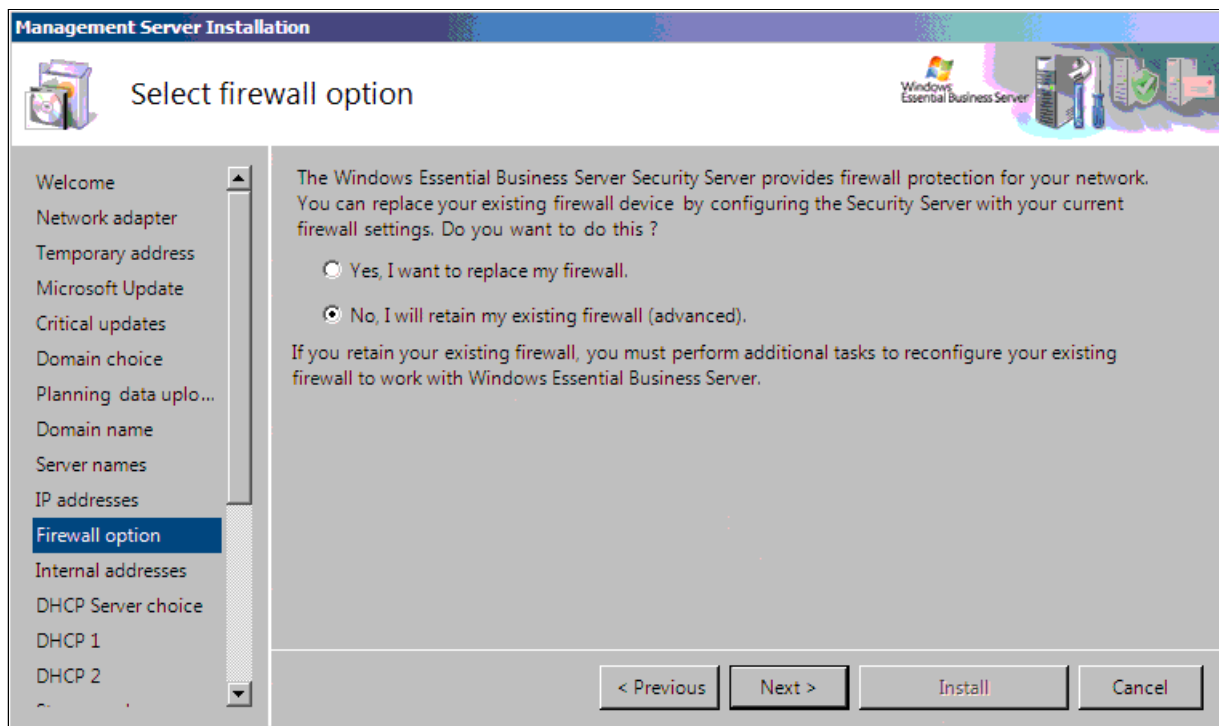 Management Server Installation
Select firewall option
Windows
Essential Business Server
Welcome
Network adapter
Temporary address
Microsoft Update
Critical updates
Domain choice
Planning data uplo...
Domain name
Server names
IP addresses
Firewall option
Internal addresses
DHCP Server choice
DHCP 1
DHCP 2
The Windows Essential Business Server Security Server provides firewall protection for your network.
You can replace your existing firewall device by configuring the Security Server with your current
firewall settings. Do you want to do this ?
Yes, I want to replace my firewall.
No, I will retain my existing firewall (advanced).
If you retain your existing firewall, you must perform additional tasks to reconfigure your existing
firewall to work with Windows Essential Business Server.
< Previous
Next >
Install
Cancel